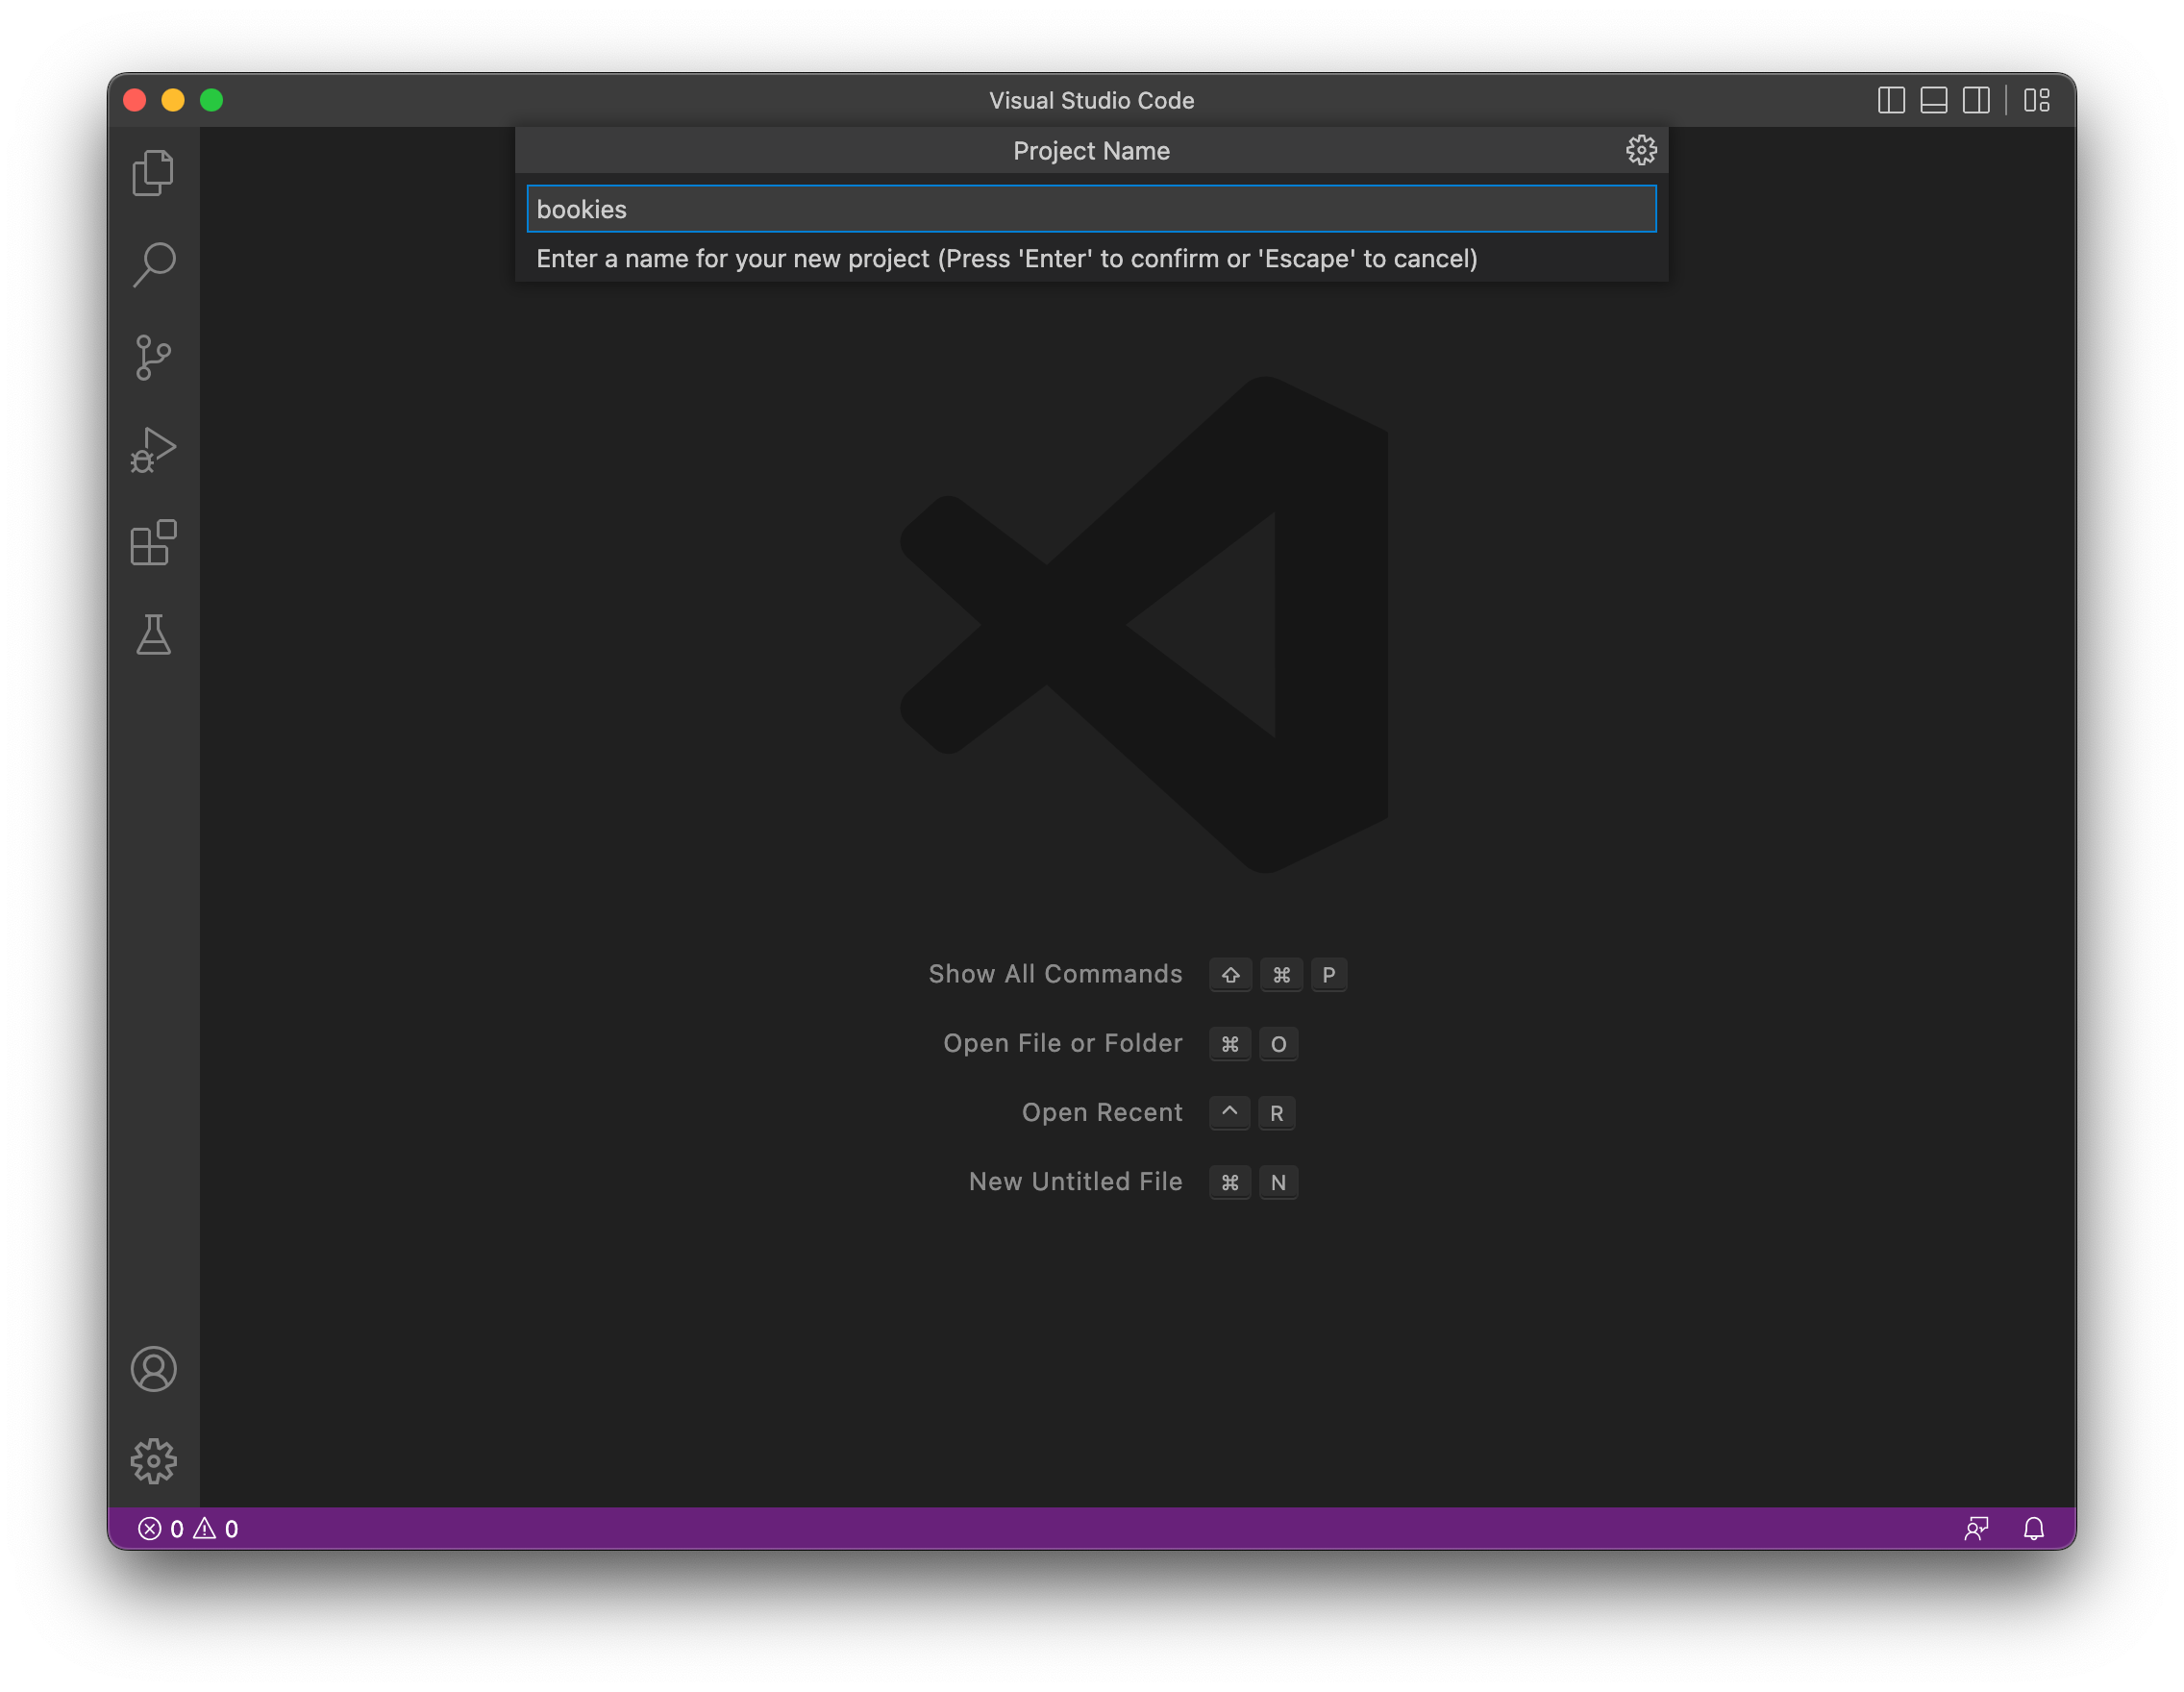 Visual Studio Code
Project Name
bookies
Enter a name for your new project (Press 'Enter' to confirm or 'Escape' to cancel)
Show All Commands ⇧ ⌘ P
Open File or Folder ⌘ O
Open Recent ^ R
New Untitled File ⌘ N
0 0